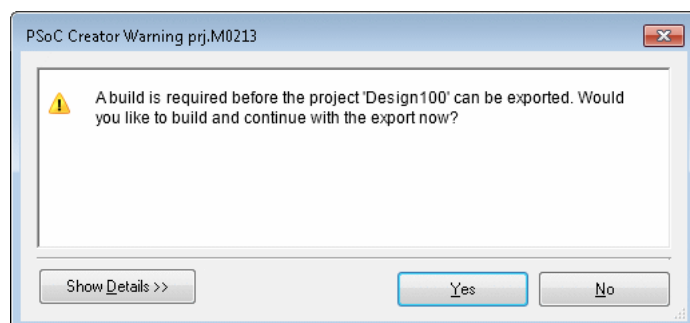 PSoC Creator Warning prj.M0213
A build is required before the project 'Design100' can be exported. Would
you like to build and continue with the export now?
Show Details >> Yes No